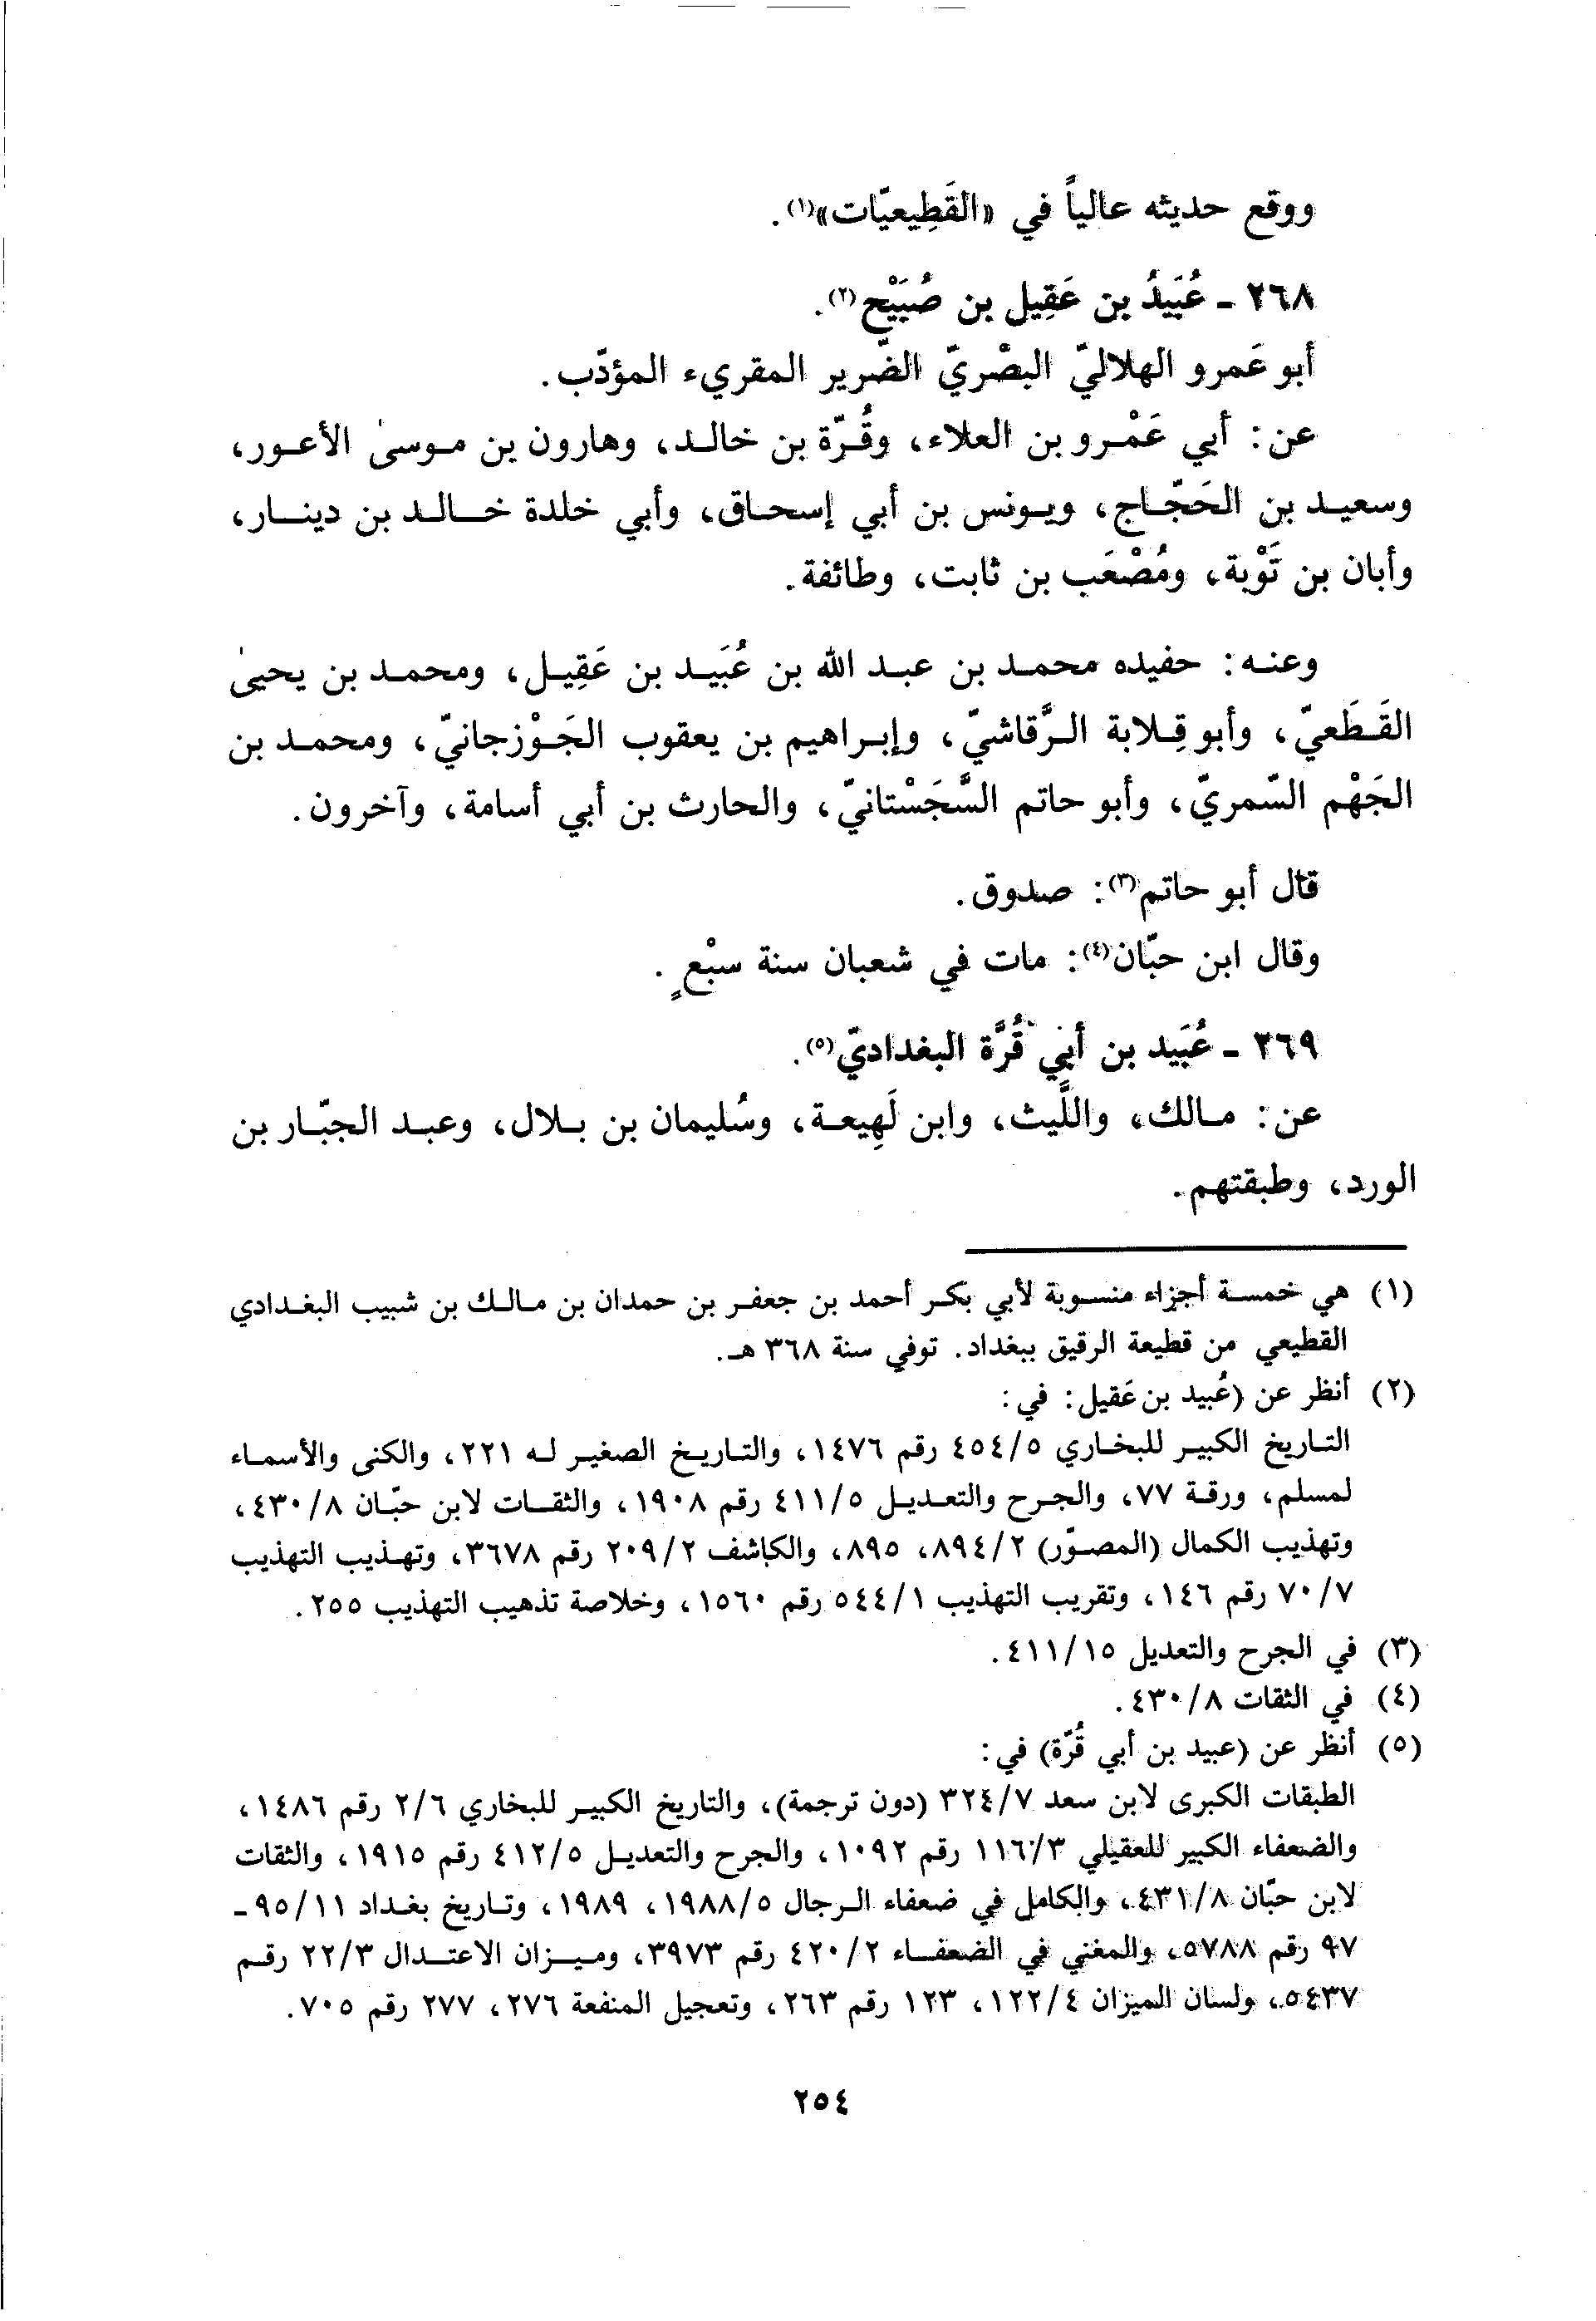 ووقع حديثه عالياً في «القَطِيعيّات»(١).
٢٦٨ - عُبَيدُ بن عَقِيل بن صُبَيْح(٢).
أبو عَمرو الهلاليّ البصْريّ الضّرير المقريء المؤدّب.
عن: أبي عَمْرو بن العلاء، وقُرّة بن خالد، وهارون بن موسىٰ الأعور،
وسعيد بن الحَجّاج، ويونس بن أبي إسحاق، وأبي خلدة خالد بن دينار،
وأبان بن تَوْبة، ومُصْعَب بن ثابت، وطائفة.
وعنه: حفيده محمد بن عبد الله بن عُبَيد بن عَقِيل، ومحمد بن يحيىٰ
القَطَعيّ، وأبو قِلابة الرَّقاشيّ، وإبراهيم بن يعقوب الجَوْزجانيّ، ومحمد بن
الجَهْم السّمريّ، وأبو حاتم السَّجَسْتانيّ، والحارث بن أبي أسامة، وآخرون.
قال أبو حاتم(٣): صدوق.
وقال ابن حبّان(٤): مات في شعبان سنة سبْعٍ.
٢٦٩ - عُبَيد بن أبي قُرَّة البغداديّ(٥).
عن: مالك، واللَّيث، وابن لَهِيعة، وسُليمان بن بلال، وعبد الجبّار بن
الورد، وطبقتهم.
(١) هي خمسة أجزاء منسوبة لأبي بكر أحمد بن جعفر بن حمدان بن مالك بن شبيب البغدادي
القطيعي من قطيعة الرقيق ببغداد. توفي سنة ٣٦٨ هـ.
(٢) أنظر عن (عُبيد بن عَقيل: في:
التاريخ الكبير للبخاري ٥/٤٥٤ رقم ١٤٧٦، والتاريخ الصغير له ٢٢١، والكنى والأسماء
لمسلم، ورقة ٧٧، والجرح والتعديل ٥/٤١١ رقم ١٩٠٨، والثقات لابن حبّان ٨/٤٣٠،
وتهذيب الكمال (المصوّر) ٢/٨٩٤، ٨٩٥، والكاشف ٢/٢٠٩ رقم ٣٦٧٨، وتهذيب التهذيب
٧/٧٠ رقم ١٤٦، وتقريب التهذيب ١/٥٤٤ رقم ١٥٦٠، وخلاصة تذهيب التهذيب ٢٥٥.
(٣) في الجرح والتعديل ١٥/٤١١.
(٤) في الثقات ٨/٤٣٠.
(٥) أنظر عن (عبيد بن أبي قُرّة) في:
الطبقات الكبرى لابن سعد ٧/٣٢٤ (دون ترجمة)، والتاريخ الكبير للبخاري ٦/٢ رقم ١٤٨٦،
والضعفاء الكبير للعقيلي ٣/١١٦ رقم ١٠٩٢، والجرح والتعديل ٥/٤١٢ رقم ١٩١٥، والثقات
لابن حبّان ٨/٤٣١، والكامل في ضعفاء الرجال ٥/١٩٨٨، ١٩٨٩، وتاريخ بغداد ١١/٩٥-
٩٧ رقم ٥٧٨٨، والمغني في الضعفاء ٢/٤٢٠ رقم ٣٩٧٣، وميزان الاعتدال ٣/٢٢ رقم
٥٤٣٧، ولسان الميزان ٤/١٢٢، ١٢٣ رقم ٢٦٣، وتعجيل المنفعة ٢٧٦، ٢٧٧ رقم ٧٠٥.
٢٥٤